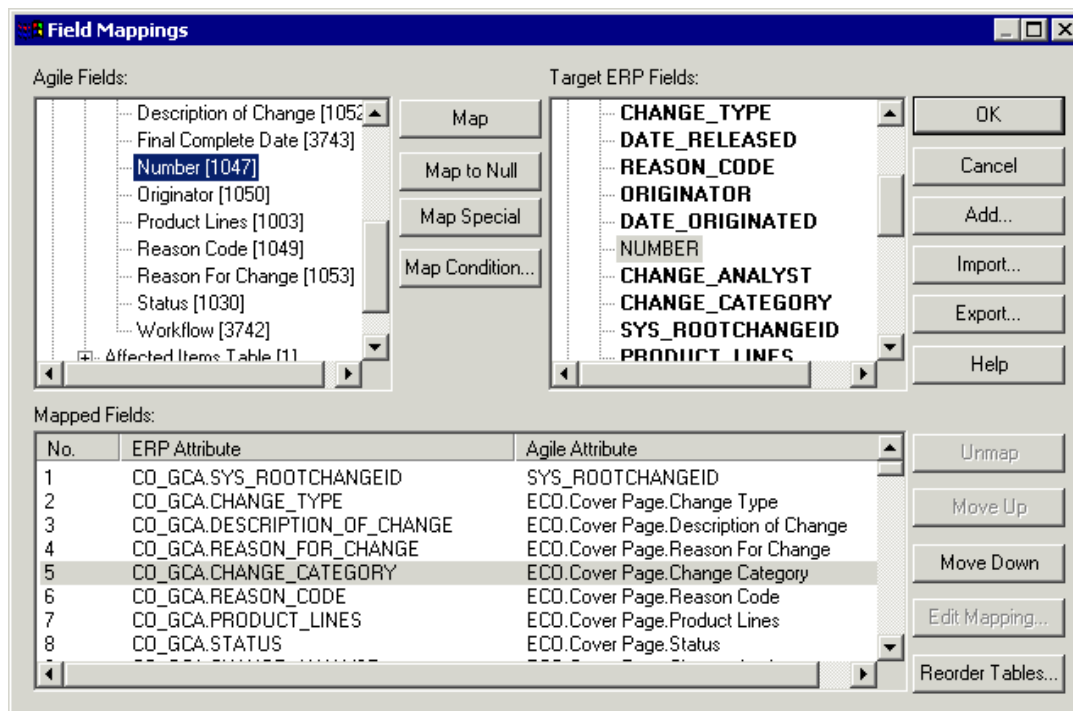 Field Mappings
Agile Fields:
Description of Change [1052
Final Complete Date [3743]
Number [1047]
Originator [1050]
Product Lines [1003]
Reason Code [1049]
Reason For Change [1053]
Status [1030]
Workflow [3742]
Affected Items Table [1]
Map
Map to Null
Map Special
Map Condition...
Target ERP Fields:
CHANGE_TYPE
DATE_RELEASED
REASON_CODE
ORIGINATOR
DATE_ORIGINATED
NUMBER
CHANGE_ANALYST
CHANGE_CATEGORY
SYS_ROOTCHANGEID
PRODUCT_LINES
OK
Cancel
Add...
Import...
Export...
Help
Mapped Fields:
No. ERP Attribute Agile Attribute
1 CO_GCA.SYS_ROOTCHANGEID SYS_ROOTCHANGEID
2 CO_GCA.CHANGE_TYPE ECO.Cover Page.Change Type
3 CO_GCA.DESCRIPTION_OF_CHANGE ECO.Cover Page.Description of Change
4 CO_GCA.REASON_FOR_CHANGE ECO.Cover Page.Reason For Change
5 CO_GCA.CHANGE_CATEGORY ECO.Cover Page.Change Category
6 CO_GCA.REASON_CODE ECO.Cover Page.Reason Code
7 CO_GCA.PRODUCT_LINES ECO.Cover Page.Product Lines
8 CO_GCA.STATUS ECO.Cover Page.Status
Unmap
Move Up
Move Down
Edit Mapping...
Reorder Tables...